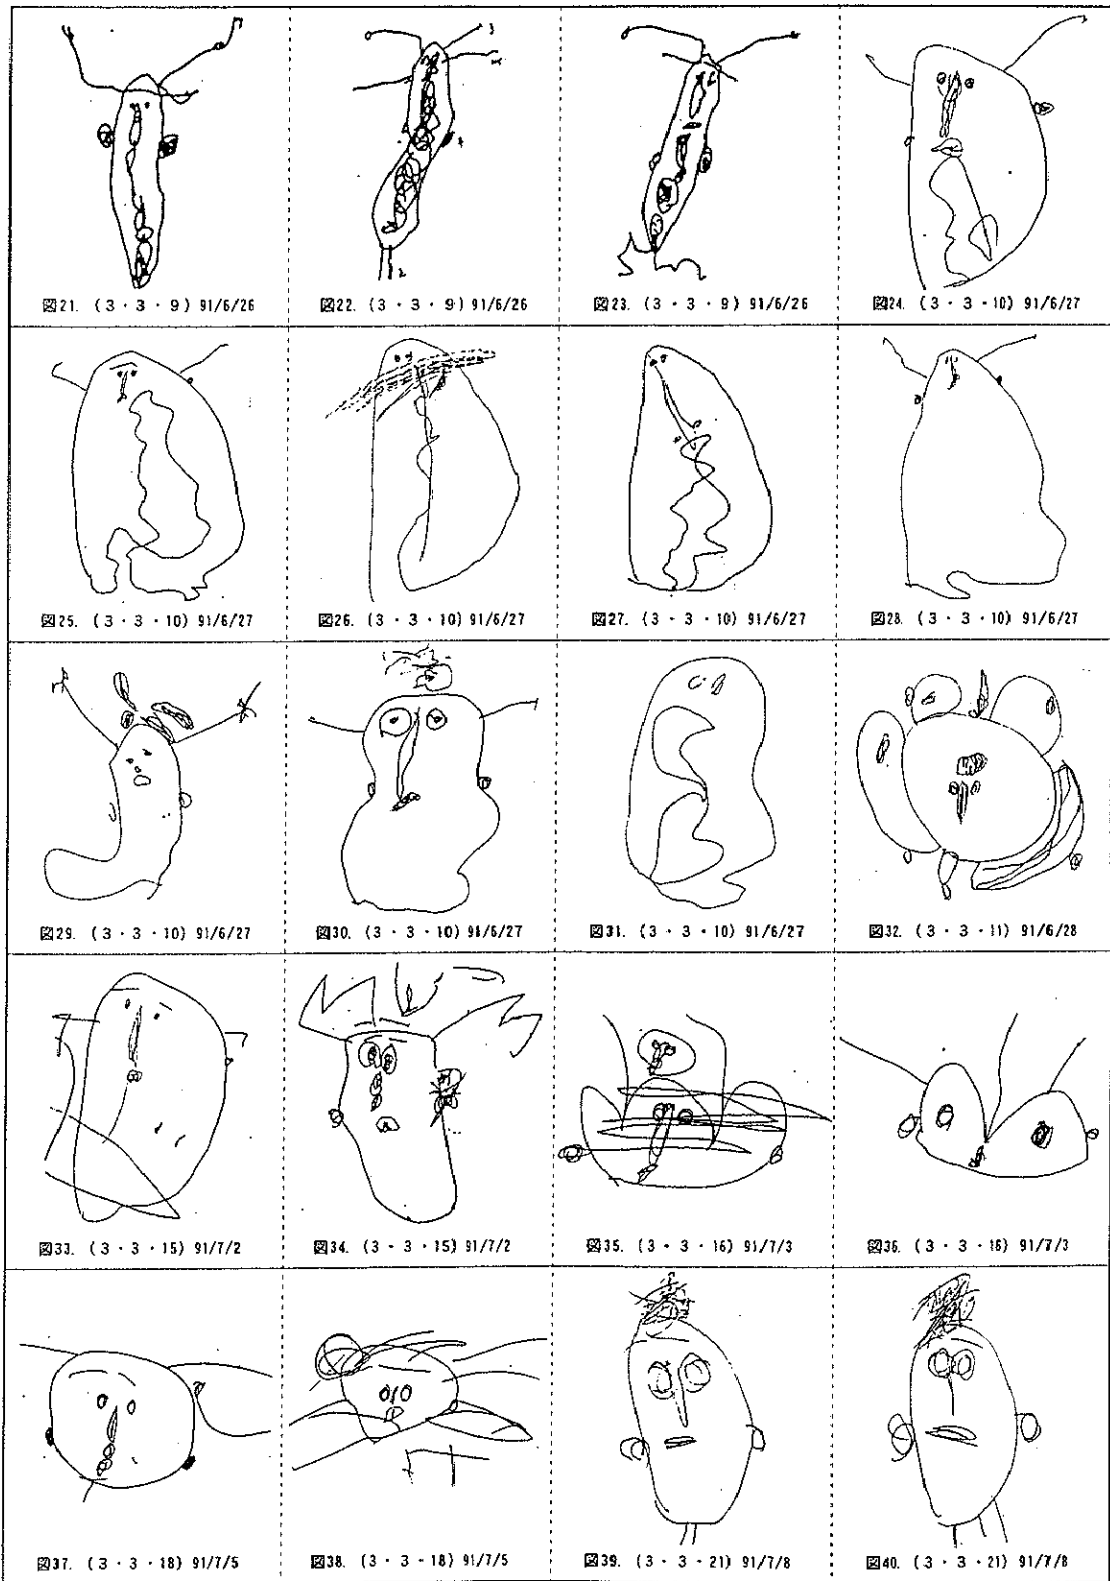 図21. (3・3・9) 91/6/26
図22. (3・3・9) 91/6/26
図23. (3・3・9) 91/6/26
図24. (3・3・10) 91/6/27
図25. (3・3・10) 91/6/27
図26. (3・3・10) 91/6/27
図27. (3・3・10) 91/6/27
図28. (3・3・10) 91/6/27
図29. (3・3・10) 91/6/27
図30. (3・3・10) 91/6/27
図31. (3・3・10) 91/6/27
図32. (3・3・11) 91/6/28
図33. (3・3・15) 91/7/2
図34. (3・3・15) 91/7/2
図35. (3・3・16) 91/7/3
図36. (3・3・16) 91/7/3
図37. (3・3・18) 91/7/5
図38. (3・3・18) 91/7/5
図39. (3・3・21) 91/7/8
図40. (3・3・21) 91/7/8